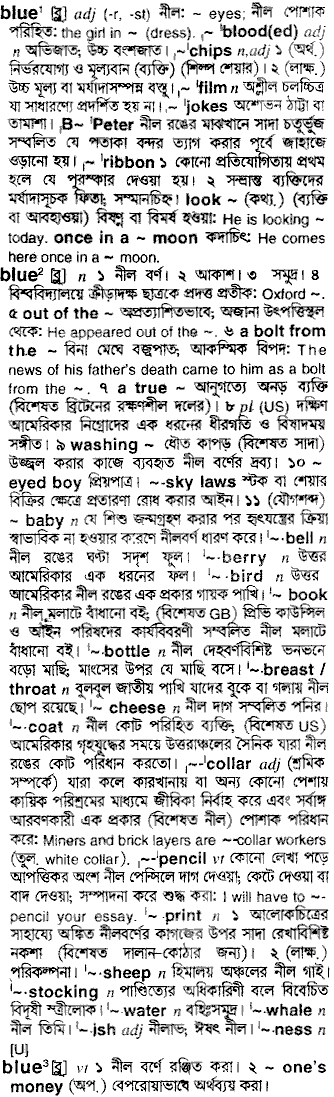 blue¹ [ব্লূ] adj (-r, -st) নীল: ~ eyes; নীল পোশাক
পরিহিত: the girl in ~ (dress). ,~ ˈblood(ed) adj
n অভিজাত; উচ্চ বংশজাত। ,~ˈchips n,adj ১ (অর্থ.)
নির্ভরযোগ্য ও মূল্যবান (ব্যক্তি) (শিল্প শেয়ার)। ২ (লাক্ষ.)
উচ্চ মূল্য বা মর্যাদাসম্পন্ন বস্তু। ,~ ˈfilm n অশ্লীল চলচ্চিত্র
যা সাধারণ্যে প্রদর্শিত হয় না। ,~ ˈjokes অশোভন ঠাট্টা বা
তামাশা। ,B~ ˈPeter নীল রঙের মাঝখানে সাদা চতুর্ভুজ
সম্বলিত যে পতাকা বন্দর ত্যাগ করার পূর্বে জাহাজে
ওড়ানো হয়। ,~ ˈribbon ১ কোনো প্রতিযোগিতায় প্রথম
হলে যে পুরস্কার দেওয়া হয়। ২ সম্ভ্রান্ত ব্যক্তিদের
মর্যাদাসূচক ফিতা; সম্মানচিহ্ন। look ~ (কথ্য.) (ব্যক্তি
বা আবহাওয়া) বিষণ্ণ বা বিমর্ষ হওয়া: He is looking ~
today. once in a ~ moon কদাচিৎ: He comes
here once in a ~ moon.
blue² [ব্লূ] n ১ নীল বর্ণ। ২ আকাশ। ৩ সমুদ্র। ৪
বিশ্ববিদ্যালয়ে ক্রীড়াদক্ষ ছাত্রকে প্রদত্ত প্রতীক: Oxford ~.
৫ out of the ~ অপ্রত্যাশিতভাবে; অজানা উৎপত্তিস্থল
থেকে: He appeared out of the ~. ৬ a bolt from
the ~ বিনা মেঘে বজ্রপাত; আকস্মিক বিপদ: The
news of his father's death came to him as a bolt
from the ~. ৭ a true ~ আনুগত্যে অনড় ব্যক্তি
(বিশেষত ব্রিটেনের রক্ষণশীল দলের)। ৮ pl (US) দক্ষিণ
আমেরিকার নিগ্রোদের এক ধরনের ধীরগতি ও বিষাদময়
সঙ্গীত। ৯ washing ~ ধৌত কাপড় (বিশেষত সাদা)
উজ্জ্বল করার কাজে ব্যবহৃত নীল বর্ণের দ্রব্য। ১০ ~
eyed boy প্রিয়পাত্র। ~-sky laws স্টক বা শেয়ার
বিক্রির ক্ষেত্রে প্রতারণা রোধ করার আইন। ১১ (যৌগশব্দ)
~ baby n যে শিশু জন্মগ্রহণ করার পর হৃৎযন্ত্রের ক্রিয়া
স্বাভাবিক না হওয়ার কারণে নীলবর্ণ ধারণ করে। ˈ~·bell n
নীল রঙের ঘণ্টা সদৃশ ফুল। ˈ~·berry n উত্তর
আমেরিকার এক ধরনের ফল। ˈ~·bird n উত্তর
আমেরিকার নীল রঙের এক প্রকার গায়ক পাখি। ˈ~ book
n নীল মলাটে বাঁধানো বই; (বিশেষত GB) প্রিভি কাউন্সিল
ও আইন পরিষদের কার্যবিবরণী সম্বলিত নীল মলাটে
বাঁধানো বই। ˈ~·bottle n নীল দেহবর্ণবিশিষ্ট ভনভনে
বড়ো মাছি; মাংসের উপর যে মাছি বসে। ˈ~·breast /
throat n বুলবুল জাতীয় পাখি যাদের বুকে বা গলায় নীল
ছোপ রয়েছে। ˈ~ cheese n নীল দাগ সম্বলিত পনির।
ˈ~·coat n নীল কোট পরিহিত ব্যক্তি; (বিশেষত US)
আমেরিকার গৃহযুদ্ধের সময়ে উত্তরাঞ্চলের সৈনিক যারা নীল
রঙের কোট পরিধান করতো। ,~-ˈcollar adj (শ্রমিক
সম্পর্কে) যারা কলে কারখানায় বা অন্য কোনো পেশায়
কায়িক পরিশ্রমের মাধ্যমে জীবিকা নির্বাহ করে এবং সর্বাঙ্গ
আবরণকারী এক প্রকার (বিশেষত নীল) পোশাক পরিধান
করে: Miners and brick layers are ~-collar workers
(তুল. white collar). ,~-ˈpencil vt কোনো লেখা পড়ে
আপত্তিকর অংশ নীল পেন্সিলে দাগ দেওয়া; কেটে দেওয়া বা
বাদ দেওয়া; সম্পাদনা করে শুদ্ধ করা: I will have to ~-
pencil your essay. ˈ~·print n ১ আলোকচিত্রের
সাহায্যে অঙ্কিত নীলবর্ণের কাগজের উপর সাদা রেখাবিশিষ্ট
নকশা (বিশেষত দালান-কোঠার জন্য)। ২ (লাক্ষ.)
পরিকল্পনা। ˈ~·sheep n হিমালয় অঞ্চলের নীল গাই।
ˈ~·stocking n পাণ্ডিত্যের অধিকারিণী বলে বিবেচিত
বিদূষী স্ত্রীলোক। ˈ~·water n বহিঃসমুদ্র। ˈ~·whale n
নীল তিমি। ˈ~·ish adj নীলাভ; ঈষৎ নীল। ˈ~·ness n
[U]
blue³ [ব্লূ] vt ১ নীল বর্ণে রঞ্জিত করা। ২ ~ one's
money (অপ.) বেপরোয়াভাবে অর্থব্যয় করা।